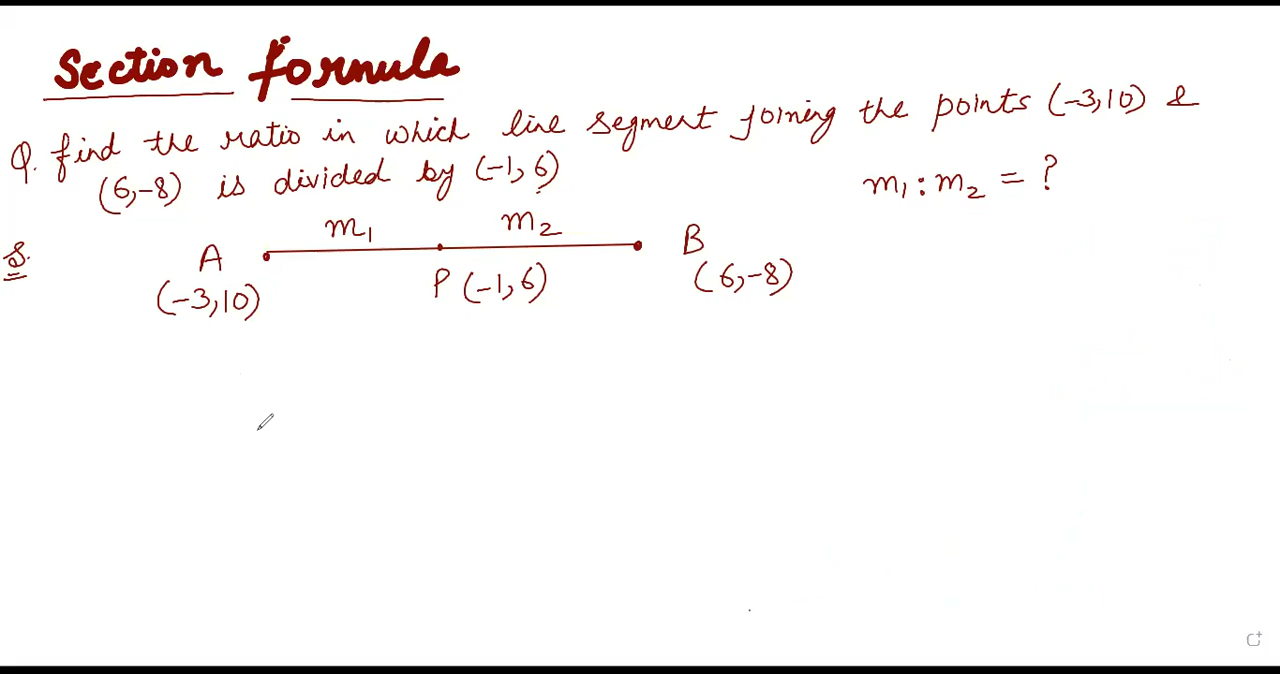 Section formula
Q. find the ratio in which line segment joining the points (-3,10) &
(6,-8) is divided by (-1,6)
m₁ : m₂ = ?
m₁ m₂
S. A B
(-3,10) P (-1,6) (6,-8)